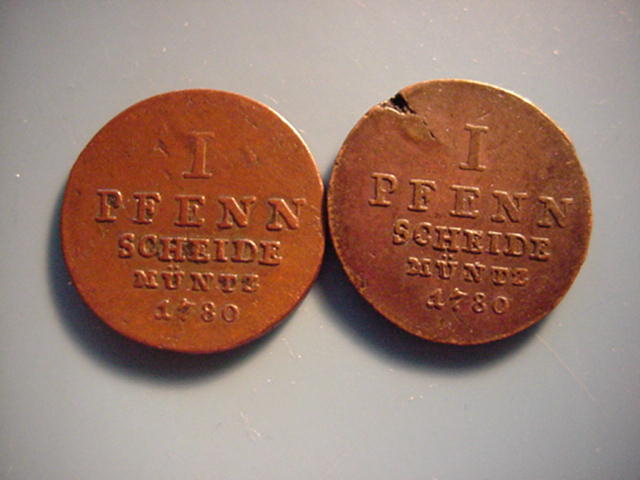 I
PFENN
SCHEIDE
MÜNTZ
1780
I
PFENN
SCHEIDE
MÜNTZ
1780